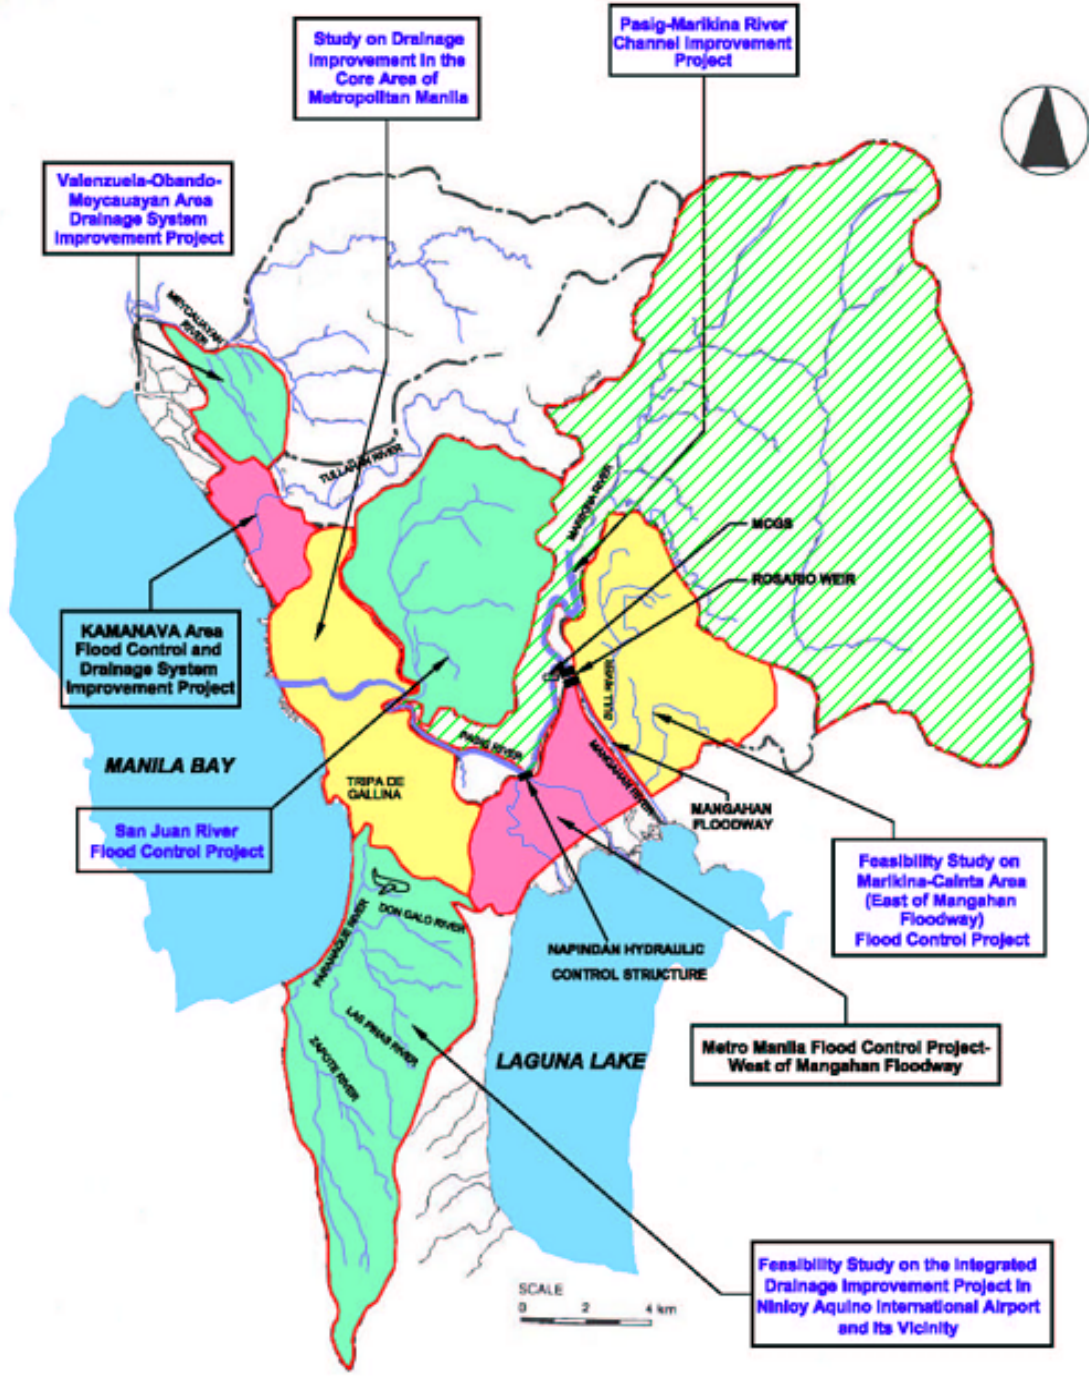 Study on Drainage
Improvement in the
Core Area of
Metropolitan Manila
Pasig-Marikina River
Channel Improvement
Project
Valenzuela-Obando-
Meycauayan Area
Drainage System
Improvement Project
MEYCAUAYAN
RIVER
TULLAHAN RIVER
MARIKINA RIVER
MCGS
ROSARIO WEIR
KAMANAVA Area
Flood Control and
Drainage System
Improvement Project
BULI RIVER
PASIG RIVER
MANGAHAN RIVER
MANILA BAY
TRIPA DE
GALLINA
MANGAHAN
FLOODWAY
San Juan River
Flood Control Project
Feasibility Study on
Marikina-Cainta Area
(East of Mangahan
Floodway)
Flood Control Project
DON GALO RIVER
PARANAQUE RIVER
NAPINDAN HYDRAULIC
CONTROL STRUCTURE
LAS PINAS RIVER
ZAPOTE RIVER
LAGUNA LAKE
Metro Manila Flood Control Project-
West of Mangahan Floodway
Feasibility Study on the Integrated
Drainage Improvement Project in
Ninioy Aquino International Airport
and its Vicinity
SCALE
0 2 4 km